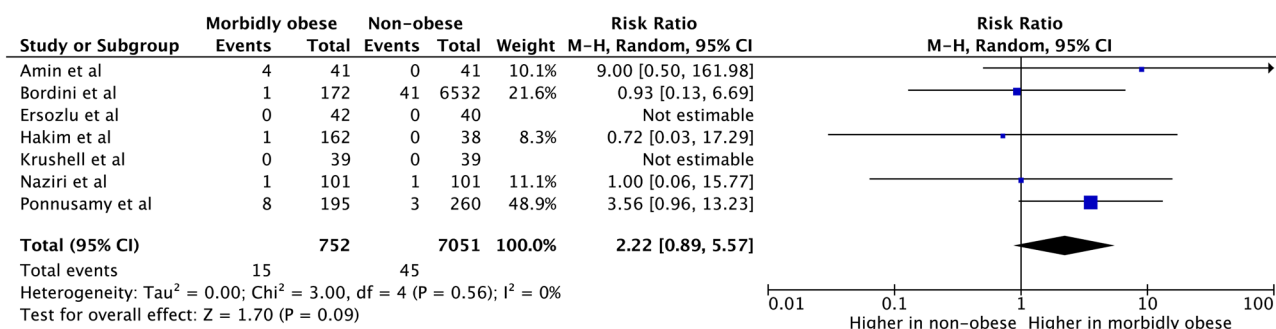 Morbidly obese Non-obese Risk Ratio Risk Ratio
Study or Subgroup Events Total Events Total Weight M-H, Random, 95% CI M-H, Random, 95% CI
Amin et al 4 41 0 41 10.1% 9.00 [0.50, 161.98]
Bordini et al 1 172 41 6532 21.6% 0.93 [0.13, 6.69]
Ersozlu et al 0 42 0 40 Not estimable
Hakim et al 1 162 0 38 8.3% 0.72 [0.03, 17.29]
Krushell et al 0 39 0 39 Not estimable
Naziri et al 1 101 1 101 11.1% 1.00 [0.06, 15.77]
Ponnusamy et al 8 195 3 260 48.9% 3.56 [0.96, 13.23]
Total (95% CI) 752 7051 100.0% 2.22 [0.89, 5.57]
Total events 15 45
Heterogeneity: Tau² = 0.00; Chi² = 3.00, df = 4 (P = 0.56); I² = 0%
Test for overall effect: Z = 1.70 (P = 0.09)
0.01 0.1 1 10 100
Higher in non-obese Higher in morbidly obese